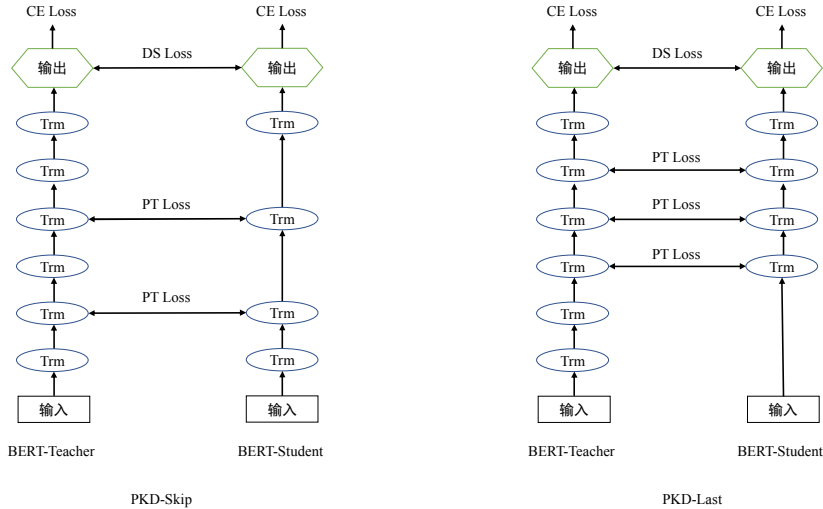 CE Loss CE Loss
输出 DS Loss 输出
Trm Trm
Trm
Trm PT Loss Trm
Trm
Trm PT Loss Trm
Trm Trm
输入 输入
BERT-Teacher BERT-Student
PKD-Skip
CE Loss CE Loss
输出 DS Loss 输出
Trm Trm
Trm PT Loss Trm
Trm PT Loss Trm
Trm PT Loss Trm
Trm
Trm
输入 输入
BERT-Teacher BERT-Student
PKD-Last